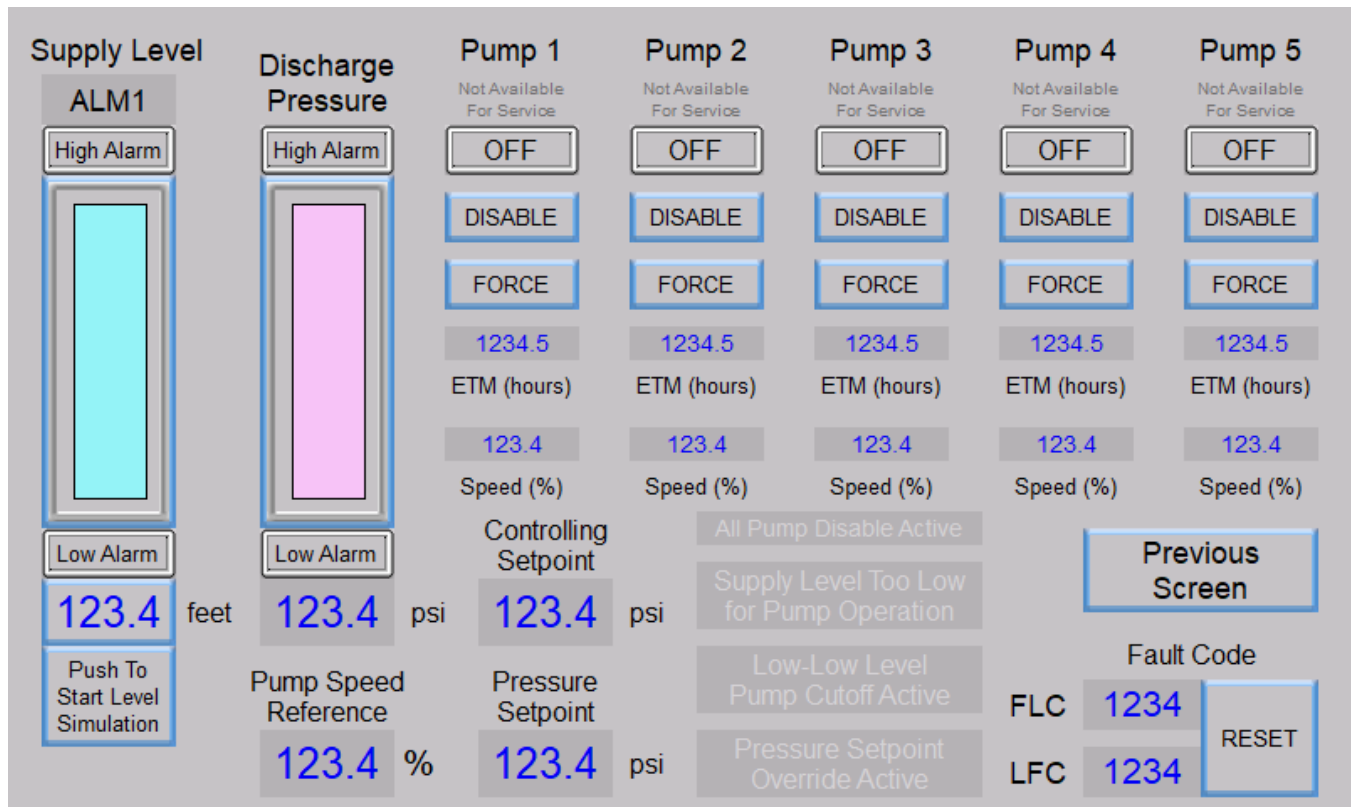 Supply Level
ALM1
High Alarm
Low Alarm
123.4 feet
Push To
Start Level
Simulation
Discharge
Pressure
High Alarm
Low Alarm
123.4 psi
Pump Speed
Reference
123.4 %
Pump 1
Not Available
For Service
OFF
DISABLE
FORCE
1234.5
ETM (hours)
123.4
Speed (%)
Pump 2
Not Available
For Service
OFF
DISABLE
FORCE
1234.5
ETM (hours)
123.4
Speed (%)
Pump 3
Not Available
For Service
OFF
DISABLE
FORCE
1234.5
ETM (hours)
123.4
Speed (%)
Pump 4
Not Available
For Service
OFF
DISABLE
FORCE
1234.5
ETM (hours)
123.4
Speed (%)
Pump 5
Not Available
For Service
OFF
DISABLE
FORCE
1234.5
ETM (hours)
123.4
Speed (%)
Controlling
Setpoint
123.4 psi
Pressure
Setpoint
123.4 psi
All Pump Disable Active
Supply Level Too Low
for Pump Operation
Low-Low Level
Pump Cutoff Active
Pressure Setpoint
Override Active
Previous
Screen
Fault Code
FLC 1234
LFC 1234
RESET